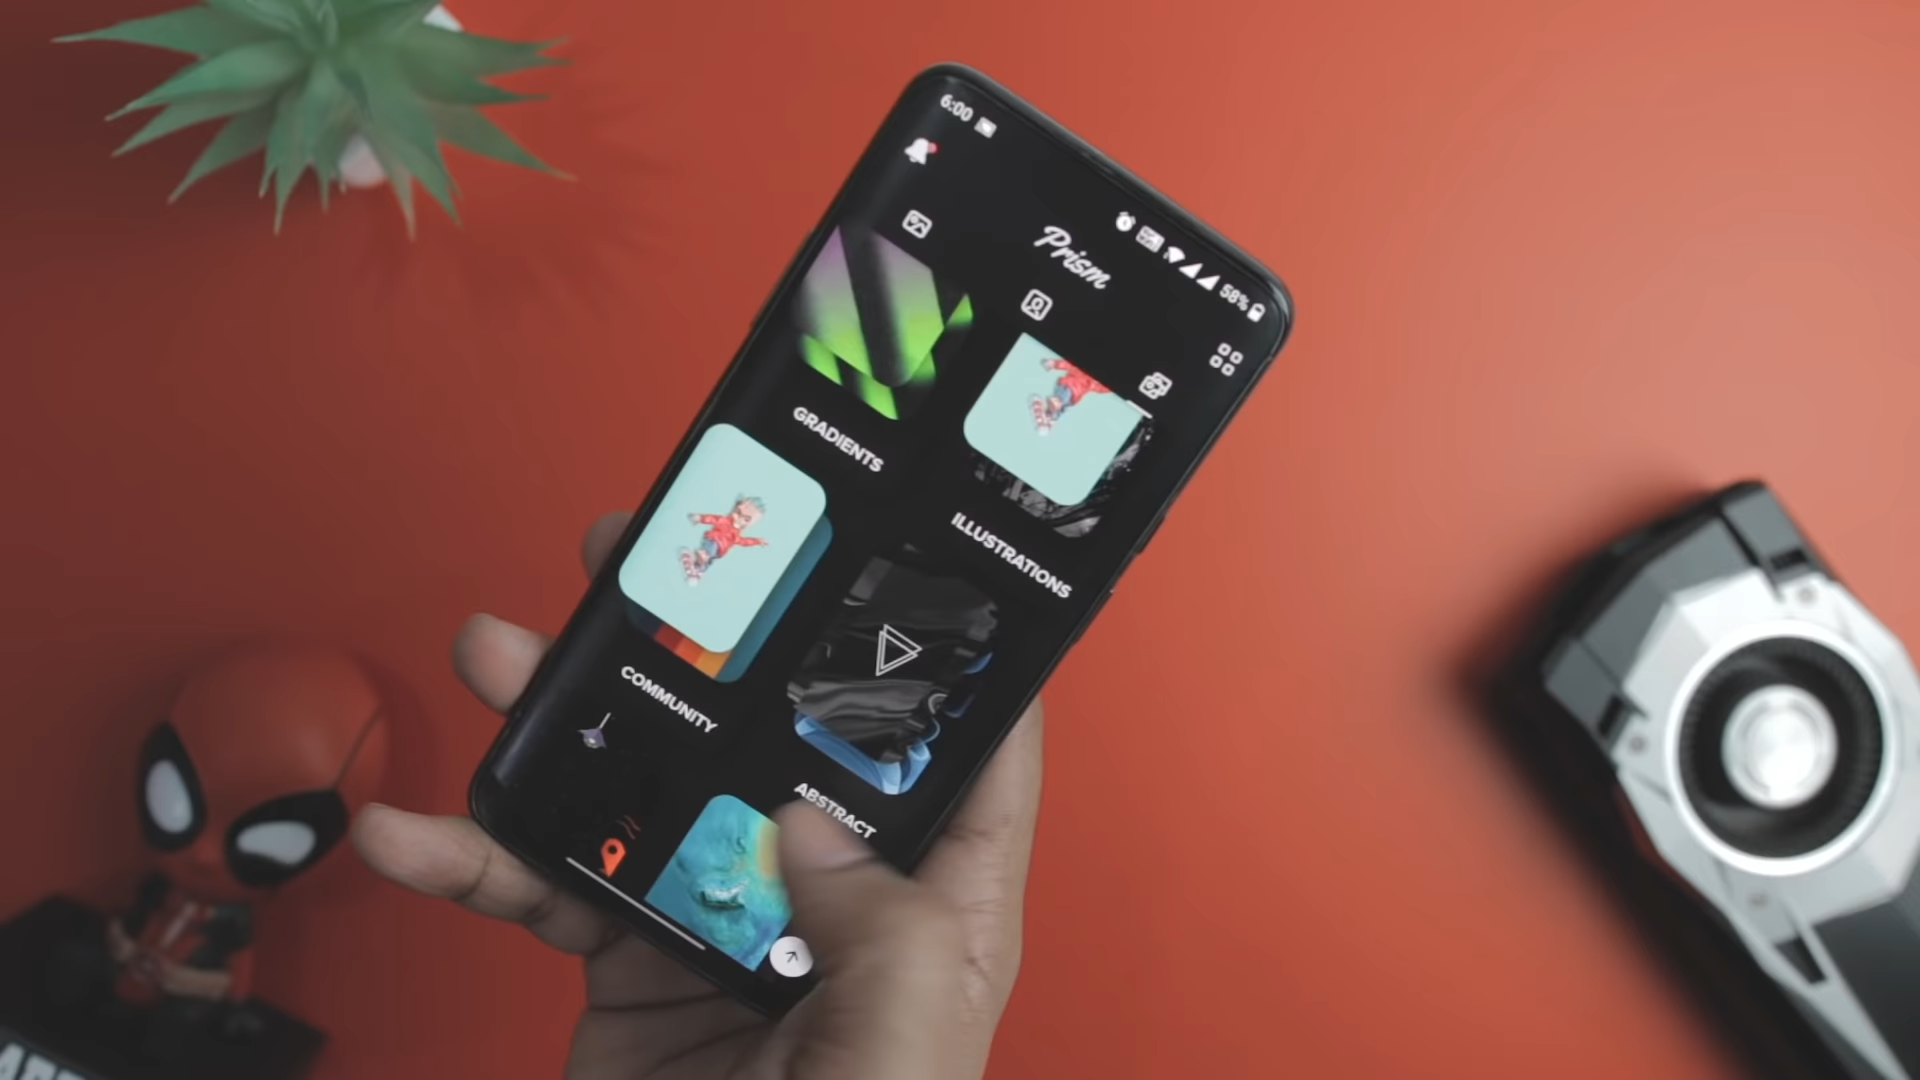 6:00
58%
Prism
GRADIENTS
ILLUSTRATIONS
COMMUNITY
ABSTRACT